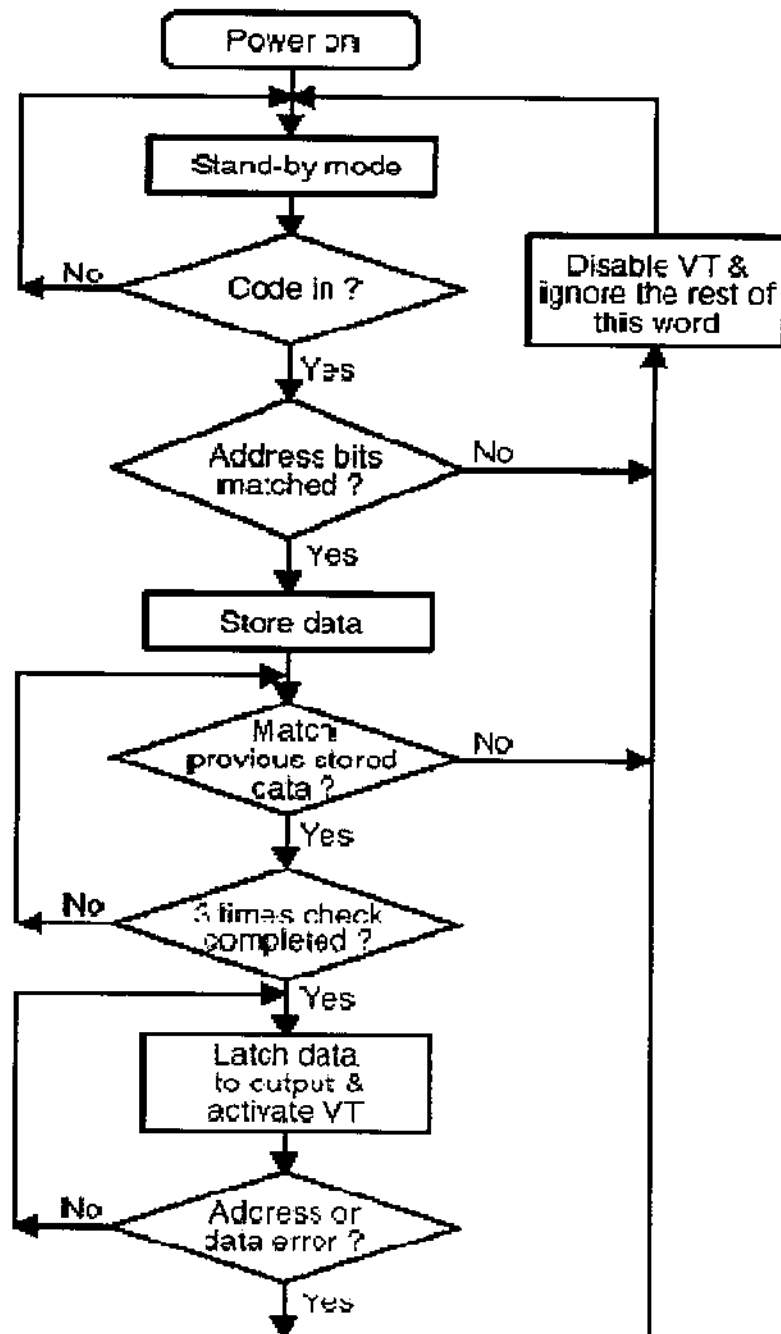 Power on
Stand-by mode
No
Code in ?
Disable VT &
ignore the rest of
this word
Yes
Address bits
matched ?
No
Yes
Store data
Match
previous stored
data ?
No
Yes
No
3 times check
completed ?
Yes
Latch data
to output &
activate VT
No
Address or
data error ?
Yes